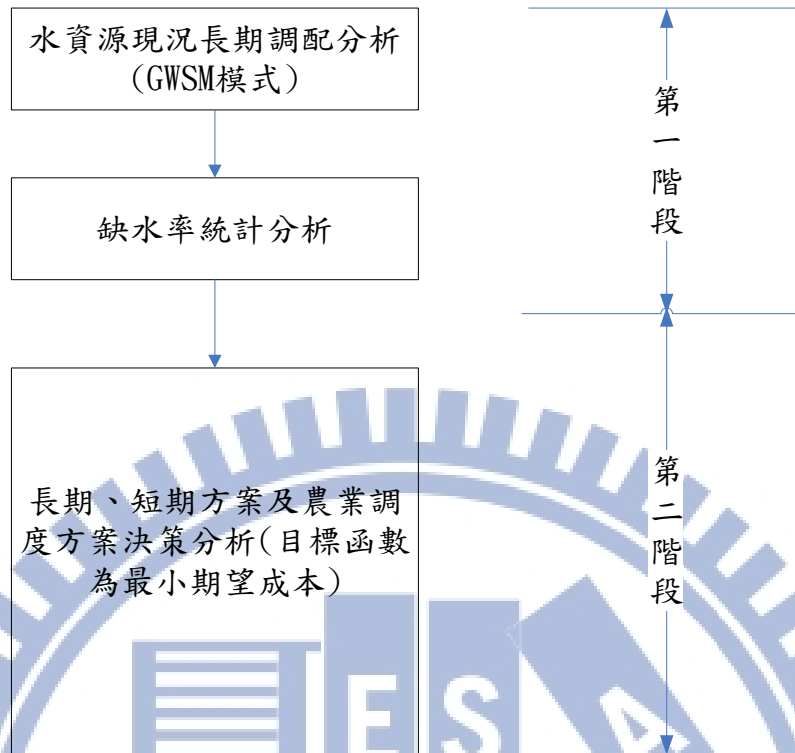 水資源現況長期調配分析
(GWSM模式)
缺水率統計分析
長期、短期方案及農業調
度方案決策分析(目標函數
為最小期望成本)
第一階段
第二階段
E S A